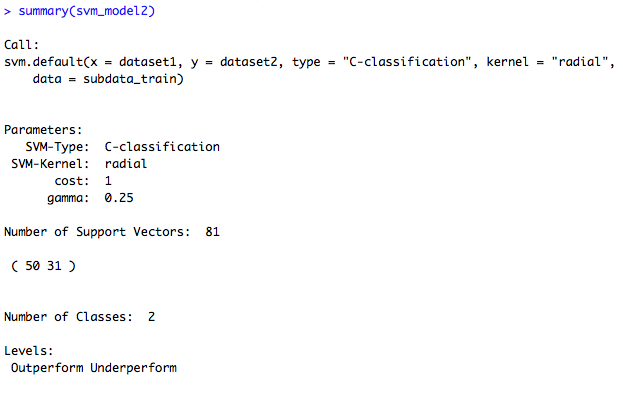 > summary(svm_model2)
Call:
svm.default(x = dataset1, y = dataset2, type = "C-classification", kernel = "radial",
    data = subdata_train)
Parameters:
   SVM-Type:  C-classification
 SVM-Kernel:  radial
       cost:  1
      gamma:  0.25
Number of Support Vectors:  81
 ( 50 31 )
Number of Classes:  2
Levels:
 Outperform Underperform